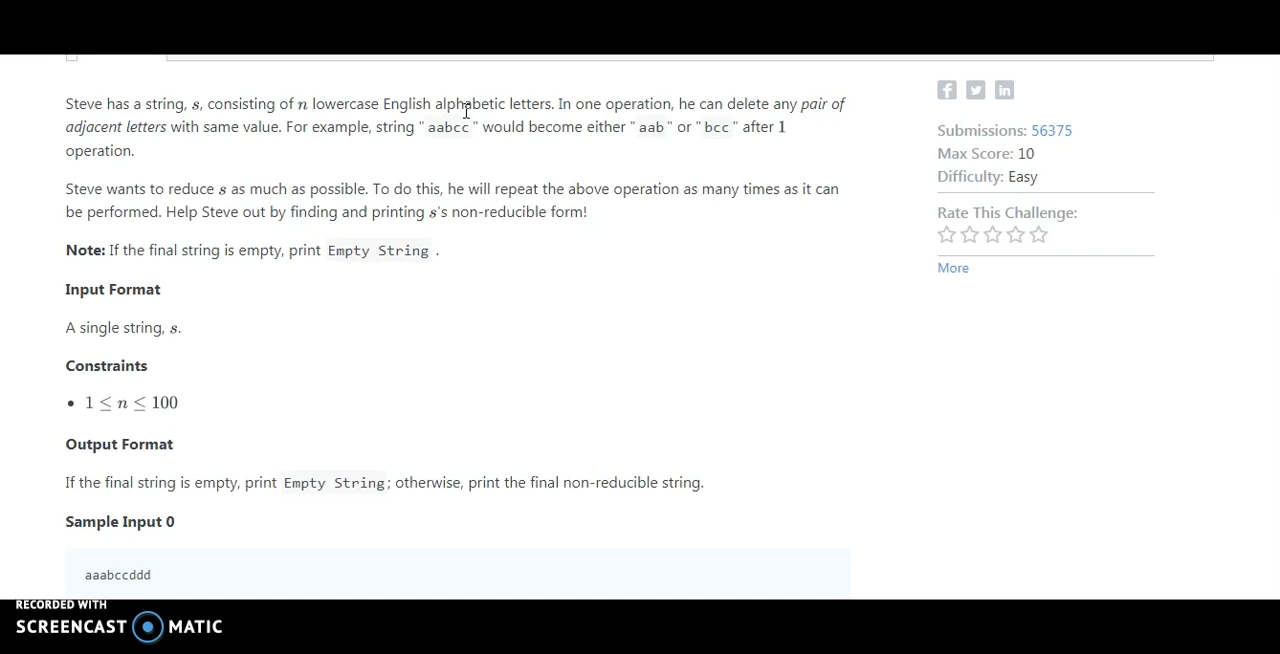 Steve has a string, s, consisting of n lowercase English alphabetic letters. In one operation, he can delete any pair of
adjacent letters with same value. For example, string "aabcc" would become either "aab" or "bcc" after 1
operation.
Steve wants to reduce s as much as possible. To do this, he will repeat the above operation as many times as it can
be performed. Help Steve out by finding and printing s's non-reducible form!
Note: If the final string is empty, print Empty String .
Input Format
A single string, s.
Constraints
• 1 ≤ n ≤ 100
Output Format
If the final string is empty, print Empty String; otherwise, print the final non-reducible string.
Sample Input 0
aaabccddd
Submissions: 56375
Max Score: 10
Difficulty: Easy
Rate This Challenge:
More
RECORDED WITH
SCREENCAST MATIC